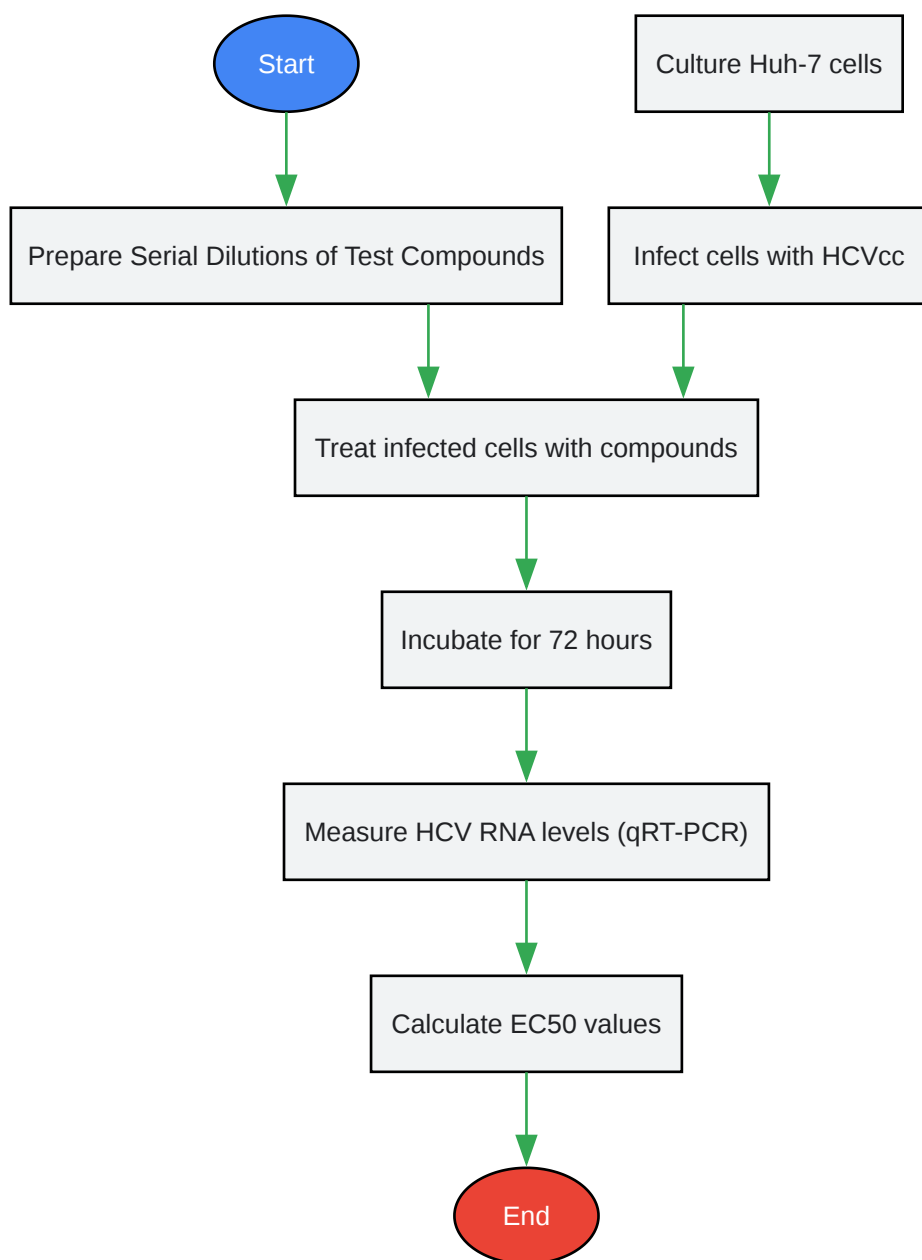 Start
Culture Huh-7 cells
Prepare Serial Dilutions of Test Compounds
Infect cells with HCVcc
Treat infected cells with compounds
Incubate for 72 hours
Measure HCV RNA levels (qRT-PCR)
Calculate EC50 values
End